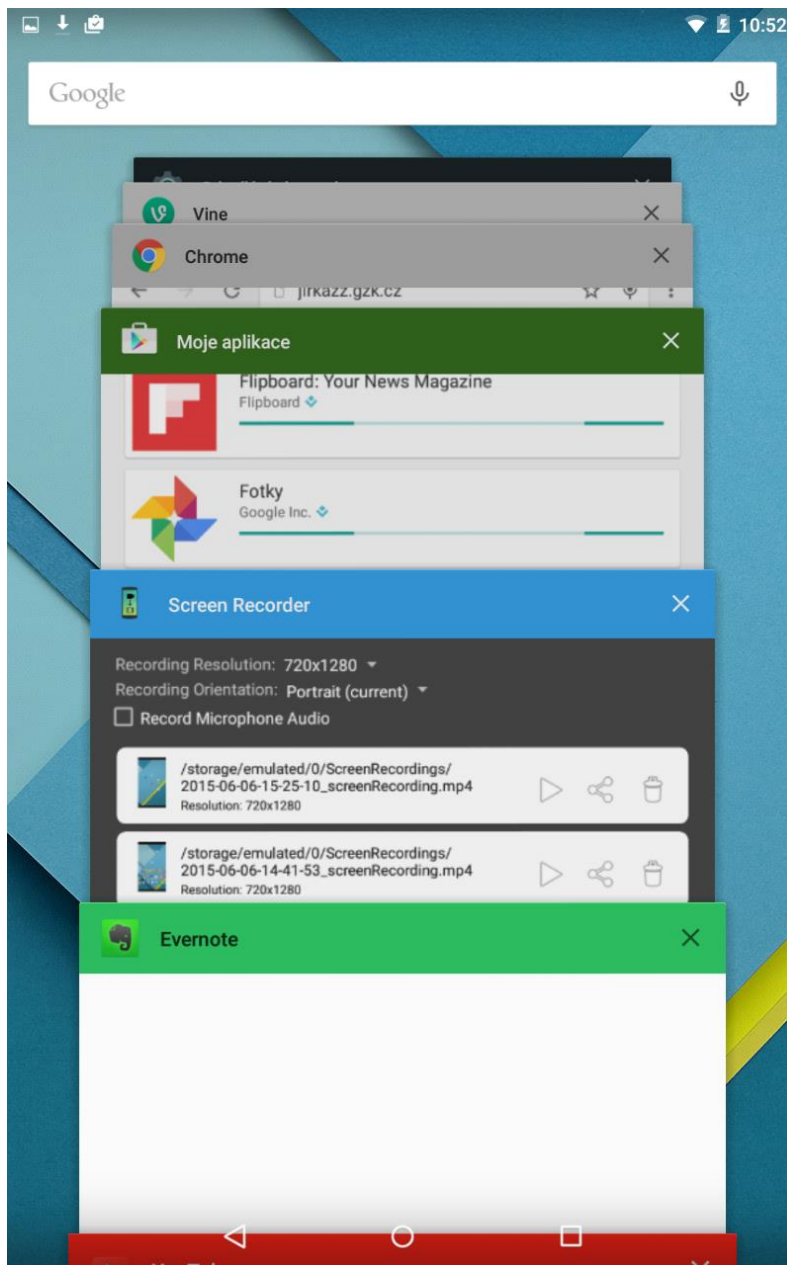 10:52
Google
Vine
Chrome
jirkazz.gzk.cz
Moje aplikace
Flipboard: Your News Magazine
Flipboard
Fotky
Google Inc.
Screen Recorder
Recording Resolution: 720x1280
Recording Orientation: Portrait (current)
Record Microphone Audio
/storage/emulated/0/ScreenRecordings/
2015-06-06-15-25-10_screenRecording.mp4
Resolution: 720x1280
/storage/emulated/0/ScreenRecordings/
2015-06-06-14-41-53_screenRecording.mp4
Resolution: 720x1280
Evernote